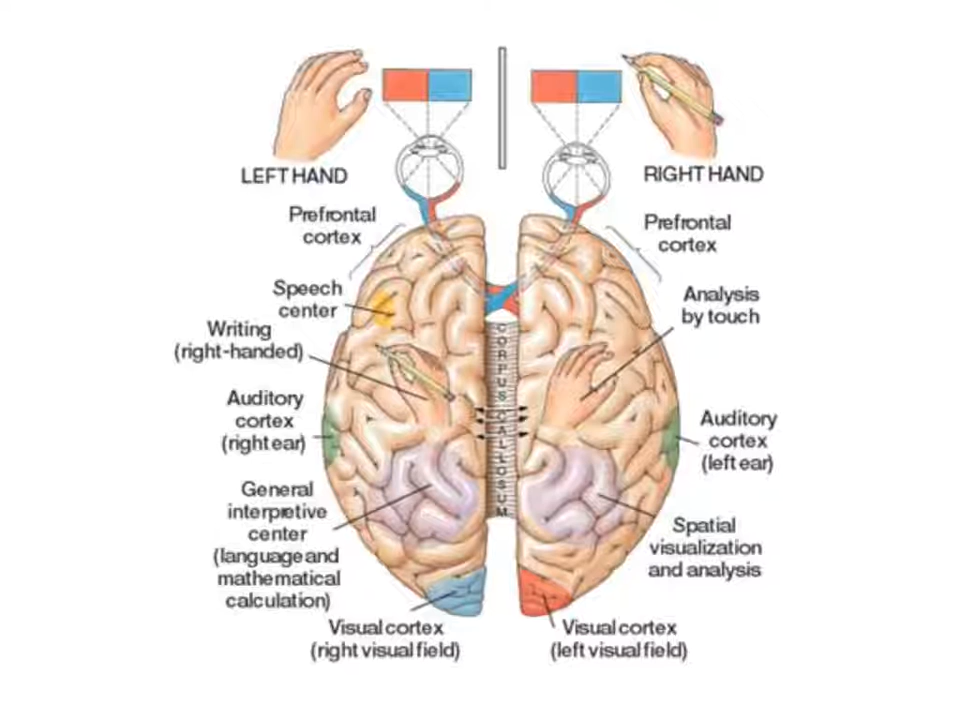 LEFT HAND
RIGHT HAND
Prefrontal
cortex
Prefrontal
cortex
Speech
center
Analysis
by touch
Writing
(right-handed)
CORPUS CALLOSUM
Auditory
cortex
(right ear)
Auditory
cortex
(left ear)
General
interpretive
center
(language and
mathematical
calculation)
Spatial
visualization
and analysis
Visual cortex
(right visual field)
Visual cortex
(left visual field)